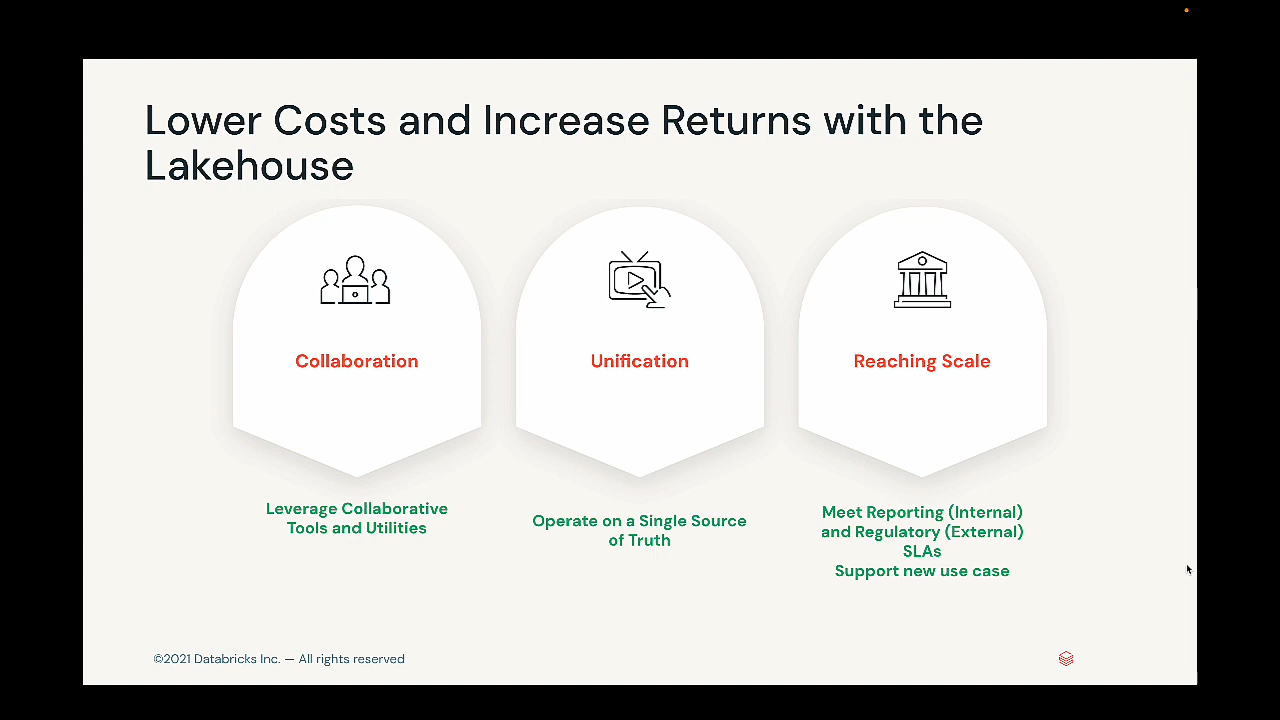 Lower Costs and Increase Returns with the
Lakehouse
Collaboration
Unification
Reaching Scale
Leverage Collaborative
Tools and Utilities
Operate on a Single Source
of Truth
Meet Reporting (Internal)
and Regulatory (External)
SLAs
Support new use case
©2021 Databricks Inc. — All rights reserved